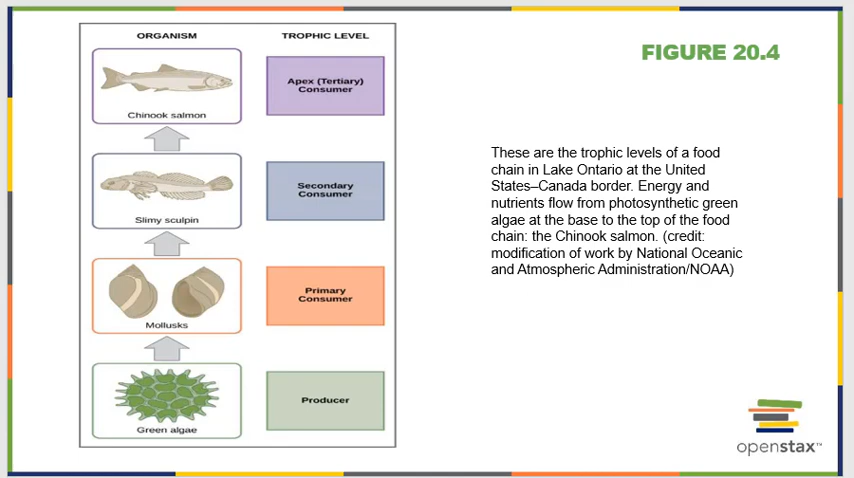 ORGANISM TROPHIC LEVEL
Chinook salmon
Apex (Tertiary)
Consumer
Slimy sculpin
Secondary
Consumer
Mollusks
Primary
Consumer
Green algae
Producer
FIGURE 20.4
These are the trophic levels of a food
chain in Lake Ontario at the United
States–Canada border. Energy and
nutrients flow from photosynthetic green
algae at the base to the top of the food
chain: the Chinook salmon. (credit:
modification of work by National Oceanic
and Atmospheric Administration/NOAA)
openstax™